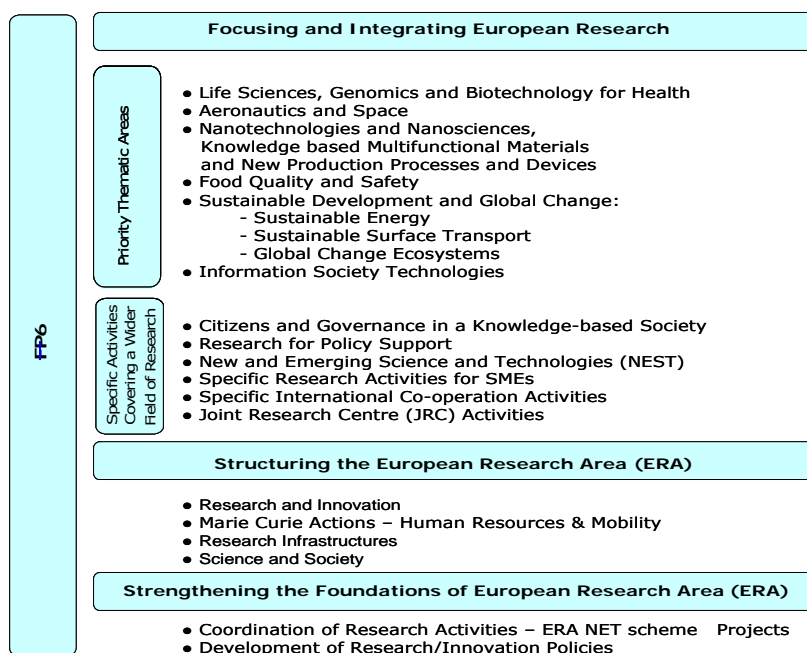 FP6
Focusing and Integrating European Research
Priority Thematic Areas
● Life Sciences, Genomics and Biotechnology for Health
● Aeronautics and Space
● Nanotechnologies and Nanosciences,
Knowledge based Multifunctional Materials
and New Production Processes and Devices
● Food Quality and Safety
● Sustainable Development and Global Change:
- Sustainable Energy
- Sustainable Surface Transport
- Global Change Ecosystems
● Information Society Technologies
Specific Activities
Covering a Wider
Field of Research
● Citizens and Governance in a Knowledge-based Society
● Research for Policy Support
● New and Emerging Science and Technologies (NEST)
● Specific Research Activities for SMEs
● Specific International Co-operation Activities
● Joint Research Centre (JRC) Activities
Structuring the European Research Area (ERA)
● Research and Innovation
● Marie Curie Actions – Human Resources & Mobility
● Research Infrastructures
● Science and Society
Strengthening the Foundations of European Research Area (ERA)
● Coordination of Research Activities – ERA NET scheme Projects
● Development of Research/Innovation Policies